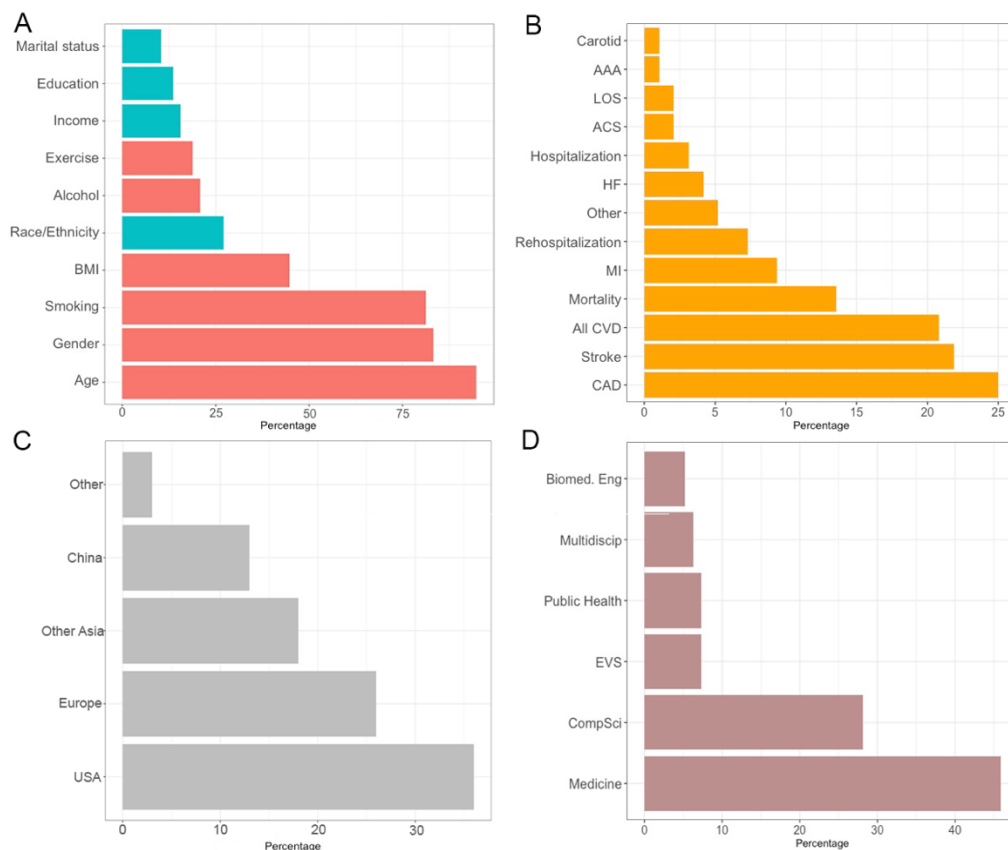 A
Marital status
Education
Income
Exercise
Alcohol
Race/Ethnicity
BMI
Smoking
Gender
Age
0 25 50 75
Percentage
B
Carotid
AAA
LOS
ACS
Hospitalization
HF
Other
Rehospitalization
MI
Mortality
All CVD
Stroke
CAD
0 5 10 15 20 25
Percentage
C
Other
China
Other Asia
Europe
USA
0 10 20 30
Percentage
D
Biomed. Eng
Multidiscip
Public Health
EVS
CompSci
Medicine
0 10 20 30 40
Percentage